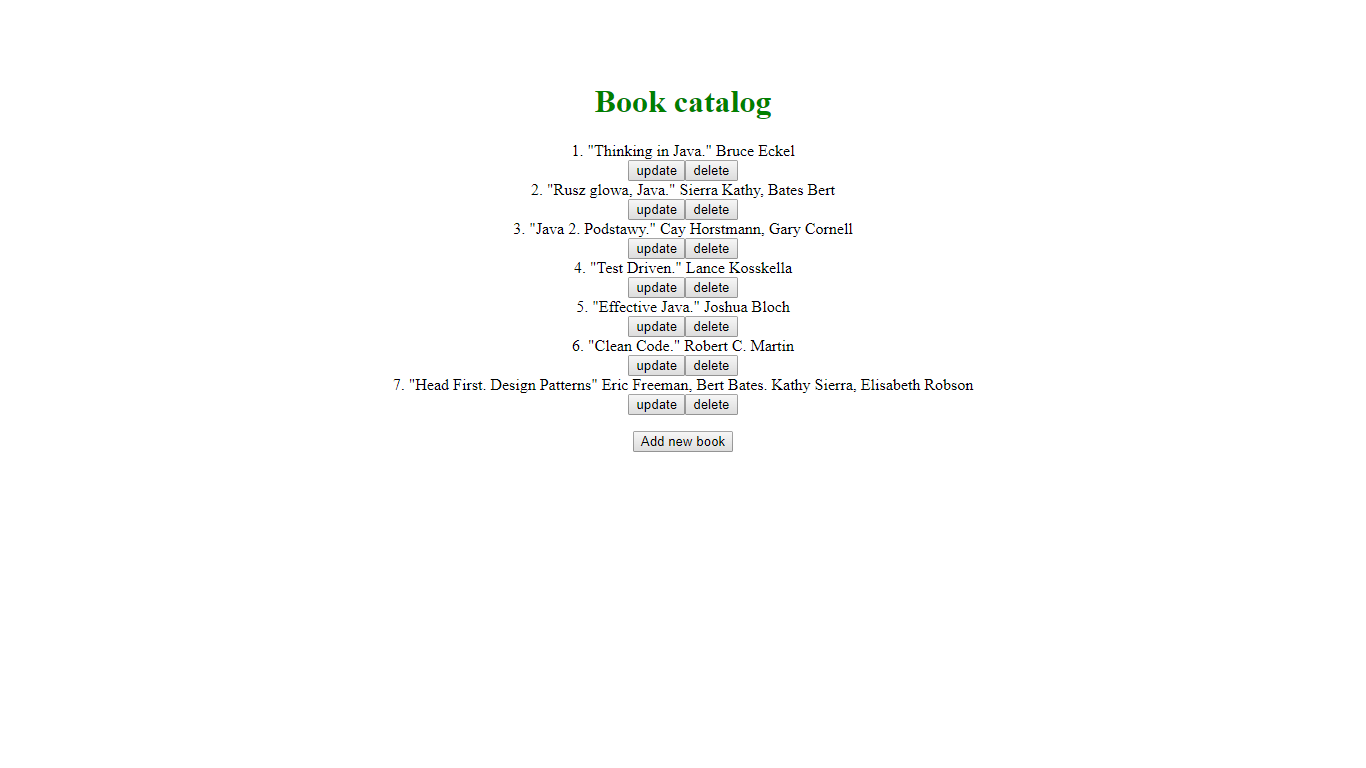 Book catalog
1. "Thinking in Java." Bruce Eckel
update delete
2. "Rusz glowa, Java." Sierra Kathy, Bates Bert
update delete
3. "Java 2. Podstawy." Cay Horstmann, Gary Cornell
update delete
4. "Test Driven." Lance Kosskella
update delete
5. "Effective Java." Joshua Bloch
update delete
6. "Clean Code." Robert C. Martin
update delete
7. "Head First. Design Patterns" Eric Freeman, Bert Bates. Kathy Sierra, Elisabeth Robson
update delete
Add new book